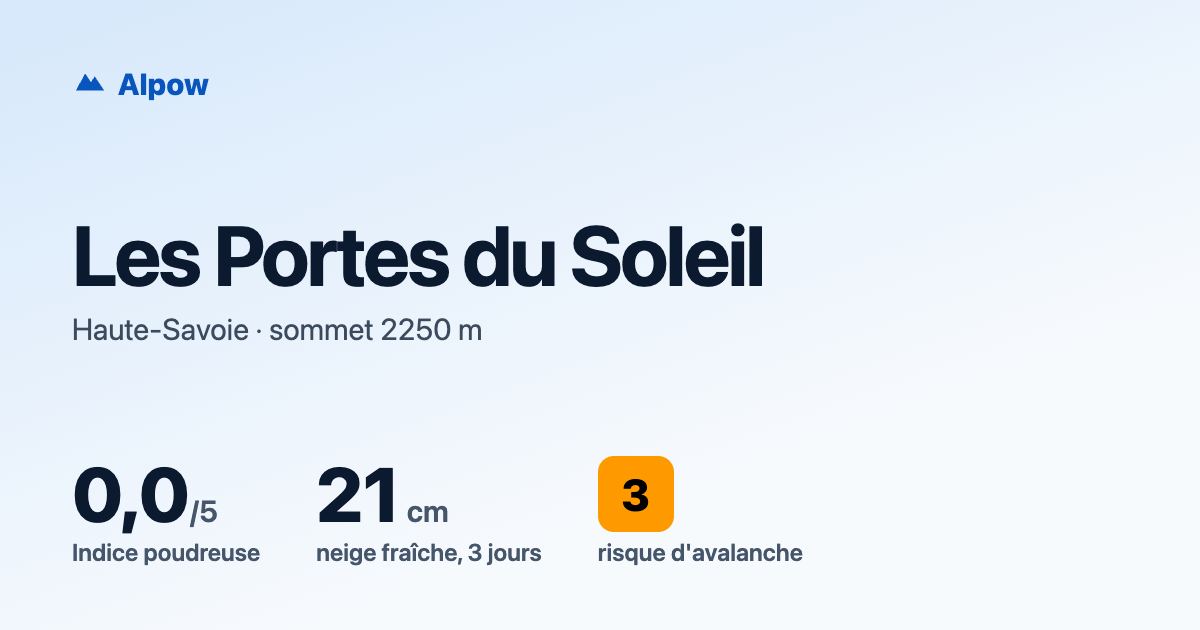 Alpow
Les Portes du Soleil
Haute-Savoie · sommet 2250 m
0,0/5
Indice poudreuse
21 cm
neige fraîche, 3 jours
3
risque d'avalanche